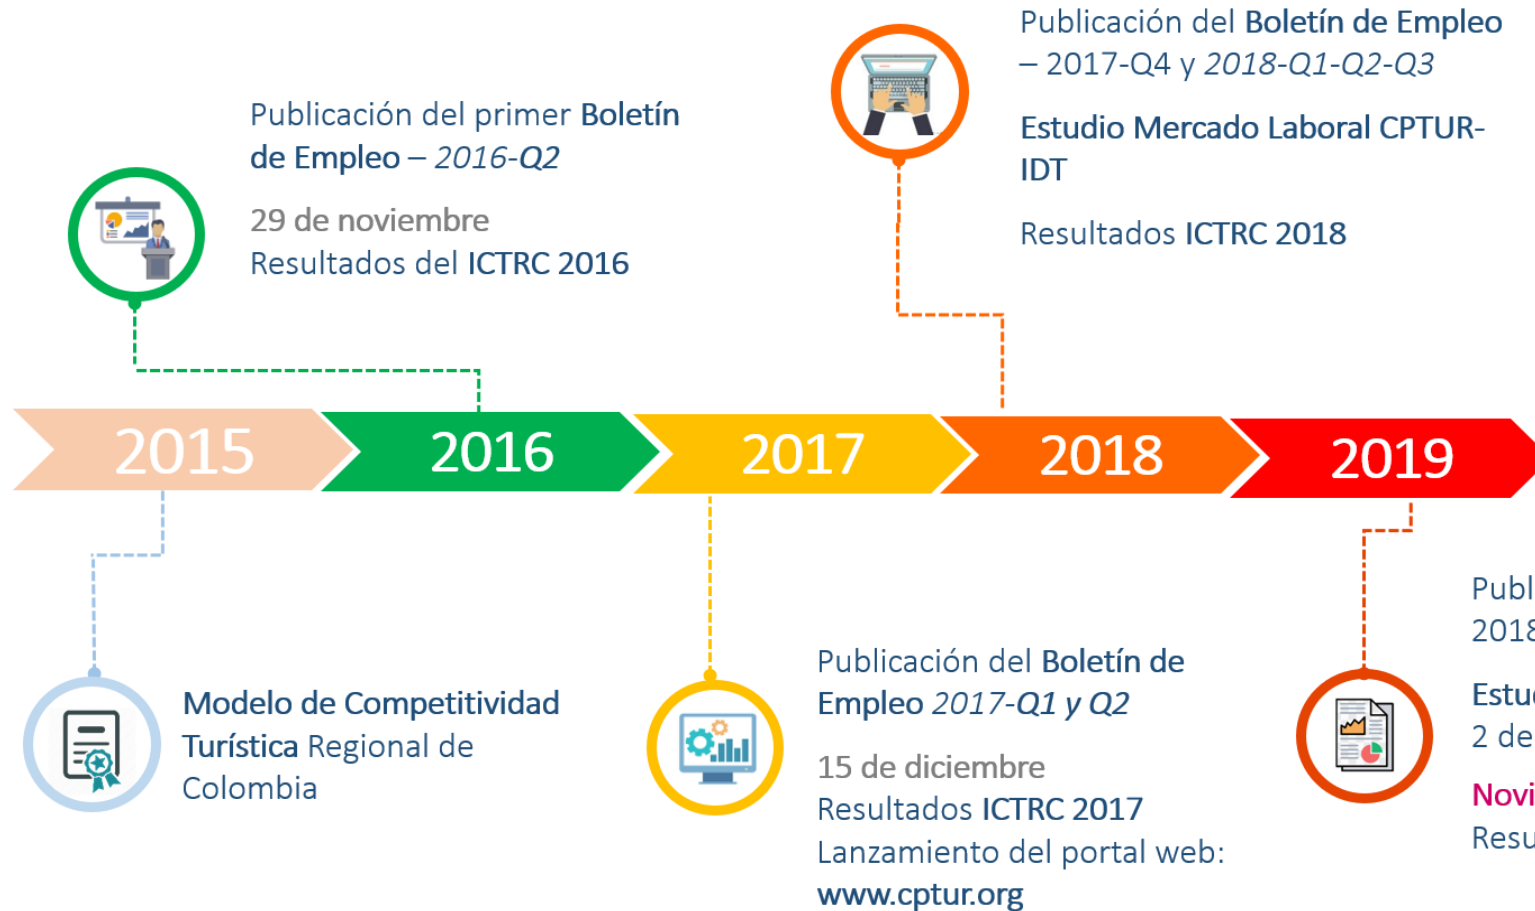 Publicación del primer Boletín
de Empleo – 2016-Q2
29 de noviembre
Resultados del ICTRC 2016
Publicación del Boletín de Empleo
– 2017-Q4 y 2018-Q1-Q2-Q3
Estudio Mercado Laboral CPTUR-
IDT
Resultados ICTRC 2018
2015
2016
2017
2018
2019
Modelo de Competitividad
Turística Regional de
Colombia
Publicación del Boletín de
Empleo 2017-Q1 y Q2
15 de diciembre
Resultados ICTRC 2017
Lanzamiento del portal web:
www.cptur.org
2 de